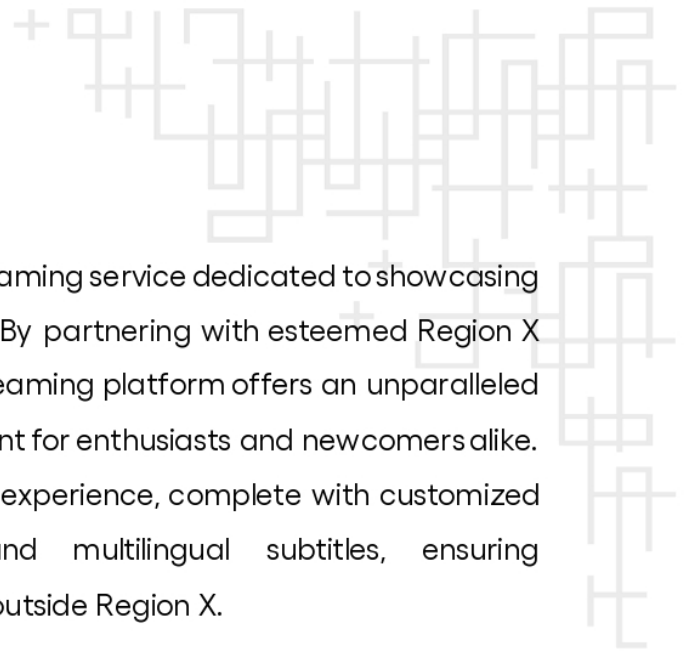 aming service dedicated to showcasing
By partnering with esteemed Region X
eaming platform offers an unparalleled
nt for enthusiasts and newcomers alike.
experience, complete with customized
nd multilingual subtitles, ensuring
outside Region X.